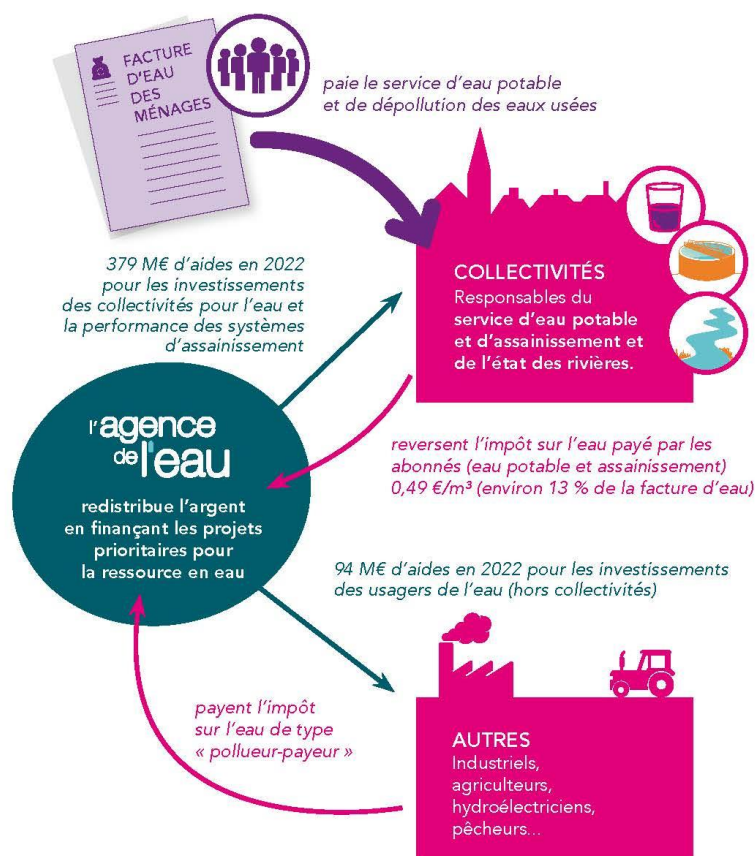 FACTURE
D'EAU
DES
MÉNAGES
paie le service d'eau potable
et de dépollution des eaux usées
379 M€ d'aides en 2022
pour les investissements
des collectivités pour l'eau et
la performance des systèmes
d'assainissement
COLLECTIVITÉS
Responsables du
service d'eau potable
et d'assainissement et
de l'état des rivières.
l'agence
de l'eau
redistribue l'argent
en finançant les projets
prioritaires pour
la ressource en eau
reversent l'impôt sur l'eau payé par les
abonnés (eau potable et assainissement)
0,49 €/m³ (environ 13 % de la facture d'eau)
94 M€ d'aides en 2022 pour les investissements
des usagers de l'eau (hors collectivités)
payent l'impôt
sur l'eau de type
« pollueur-payeur »
AUTRES
Industriels,
agriculteurs,
hydroélectriciens,
pêcheurs...